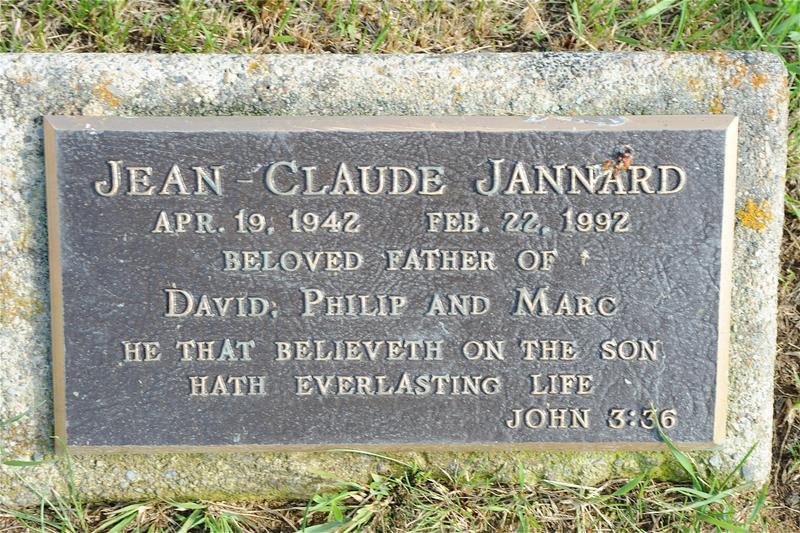 JEAN-CLAUDE JANNARD
APR. 19, 1942 FEB. 22, 1992
BELOVED FATHER OF
DAVID, PHILIP AND MARC
HE THAT BELIEVETH ON THE SON
HATH EVERLASTING LIFE
JOHN 3:36